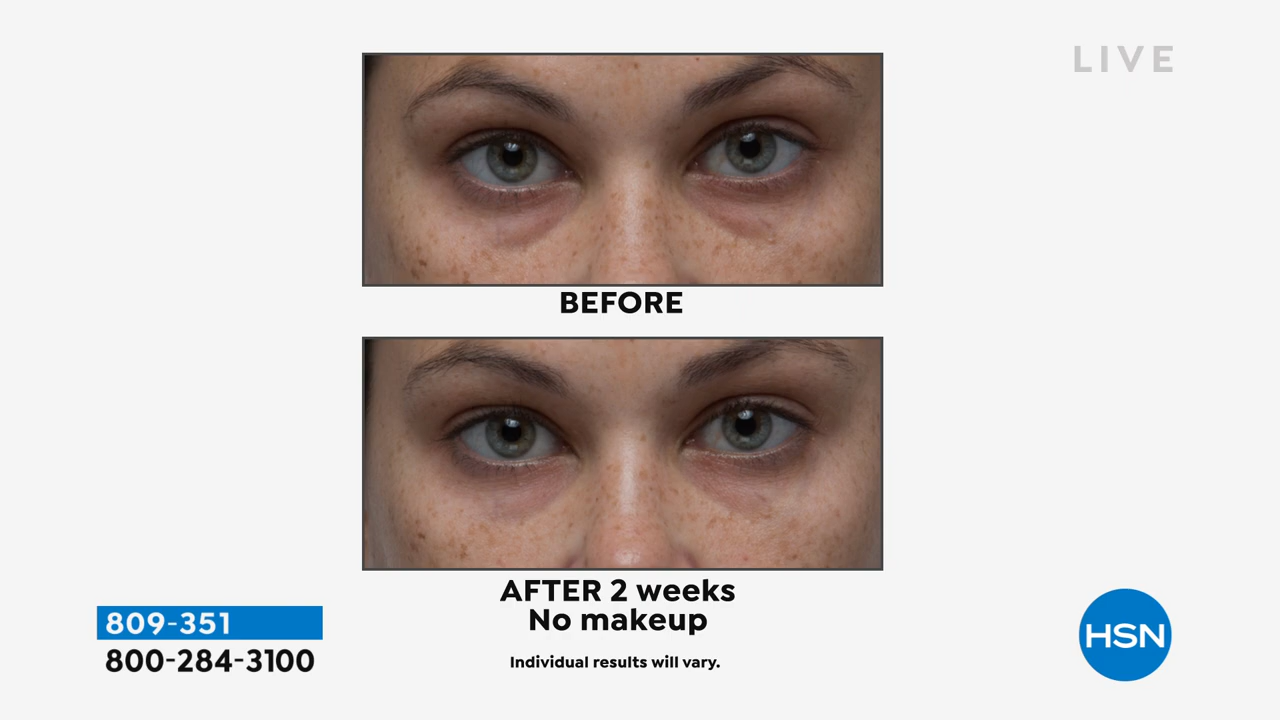 LIVE
BEFORE
AFTER 2 weeks
No makeup
Individual results will vary.
809-351
800-284-3100
HSN